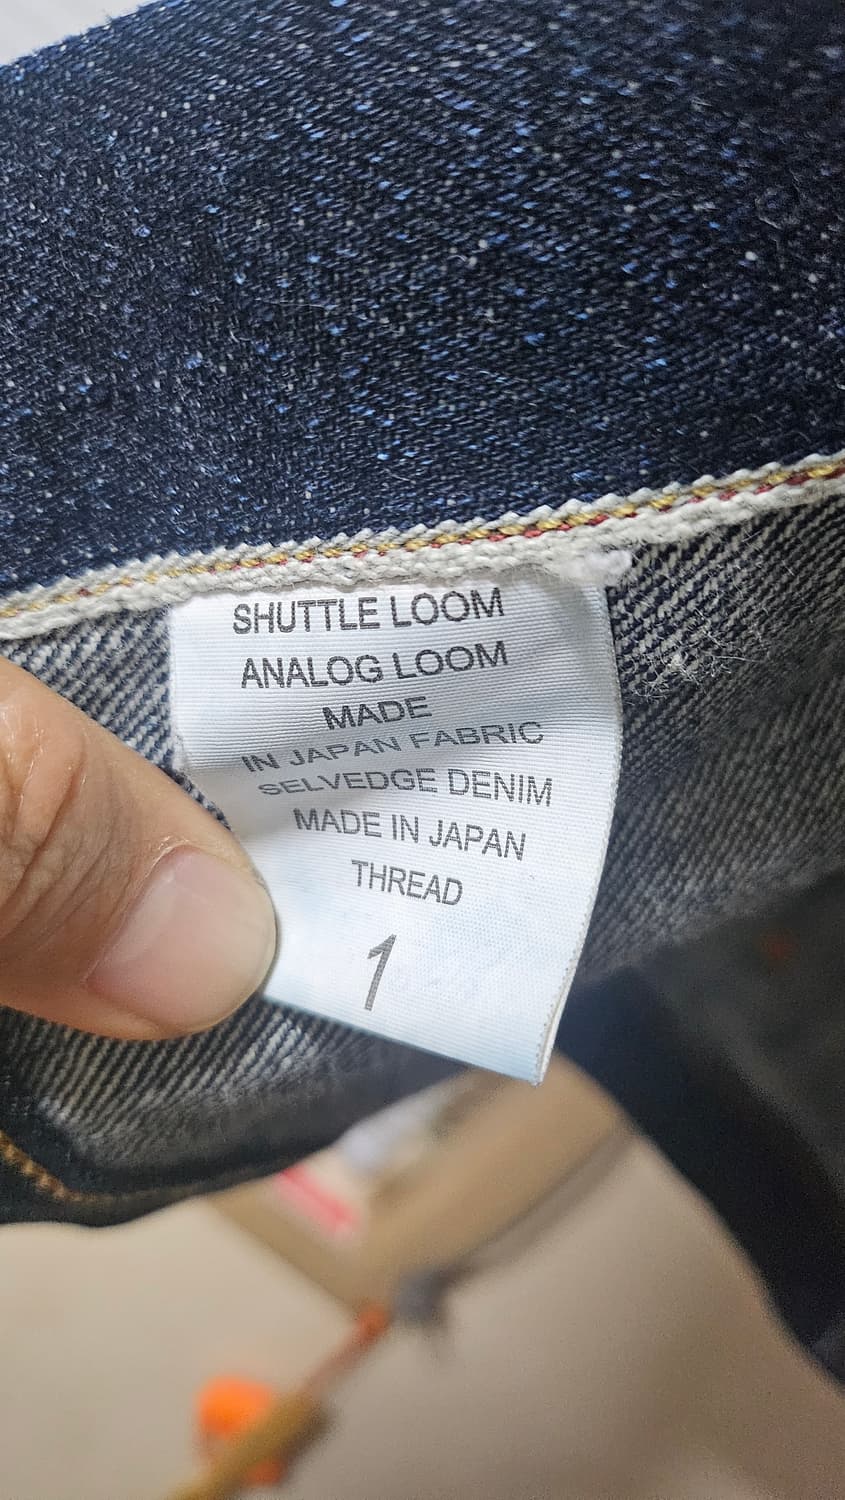 SHUTTLE LOOM
ANALOG LOOM
MADE
IN JAPAN FABRIC
SELVEDGE DENIM
MADE IN JAPAN
THREAD
1